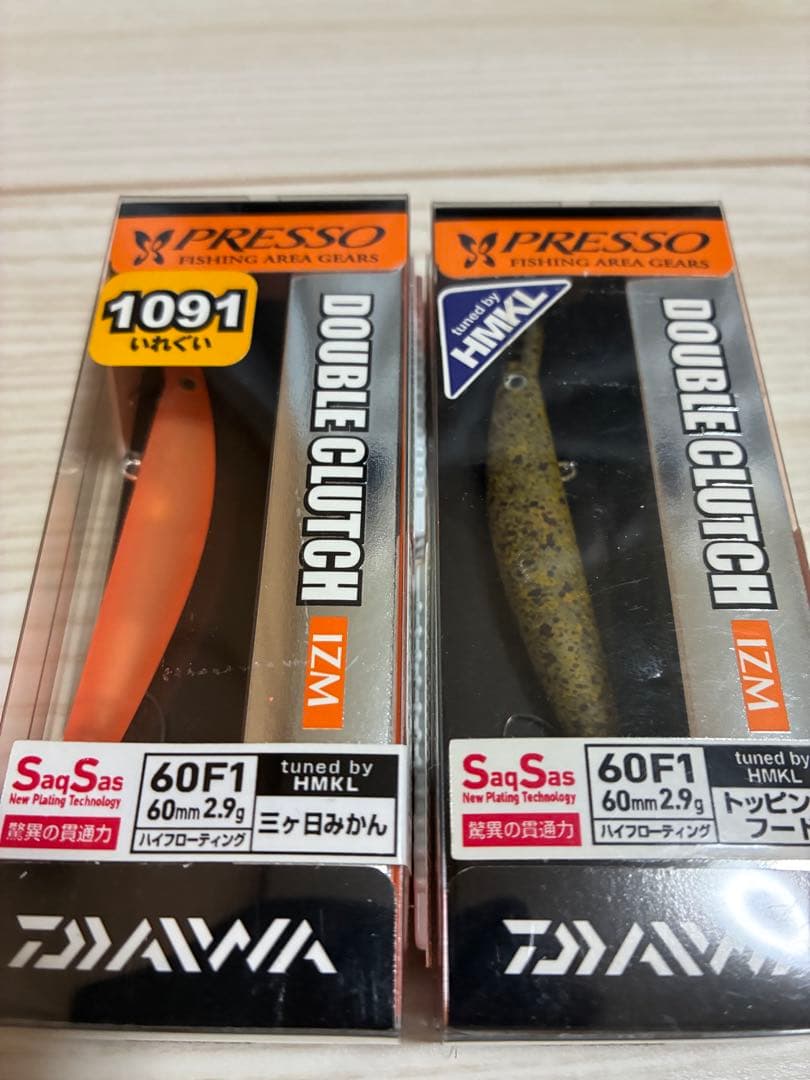 PRESSO
FISHING AREA GEARS
1091
いれぐい
DOUBLE CLUTCH
IZM
SaqSas
New Plating Technology
驚異の貫通力
60F1
60mm 2.9g
ハイフローティング
tuned by
HMKL
三ヶ日みかん
DAIWA
PRESSO
FISHING AREA GEARS
tuned by
HMKL
DOUBLE CLUTCH
IZM
SaqSas
New Plating Technology
驚異の貫通力
60F1
60mm 2.9g
ハイフローティング
tuned by
HMKL
トッピン
フード
DAIWA